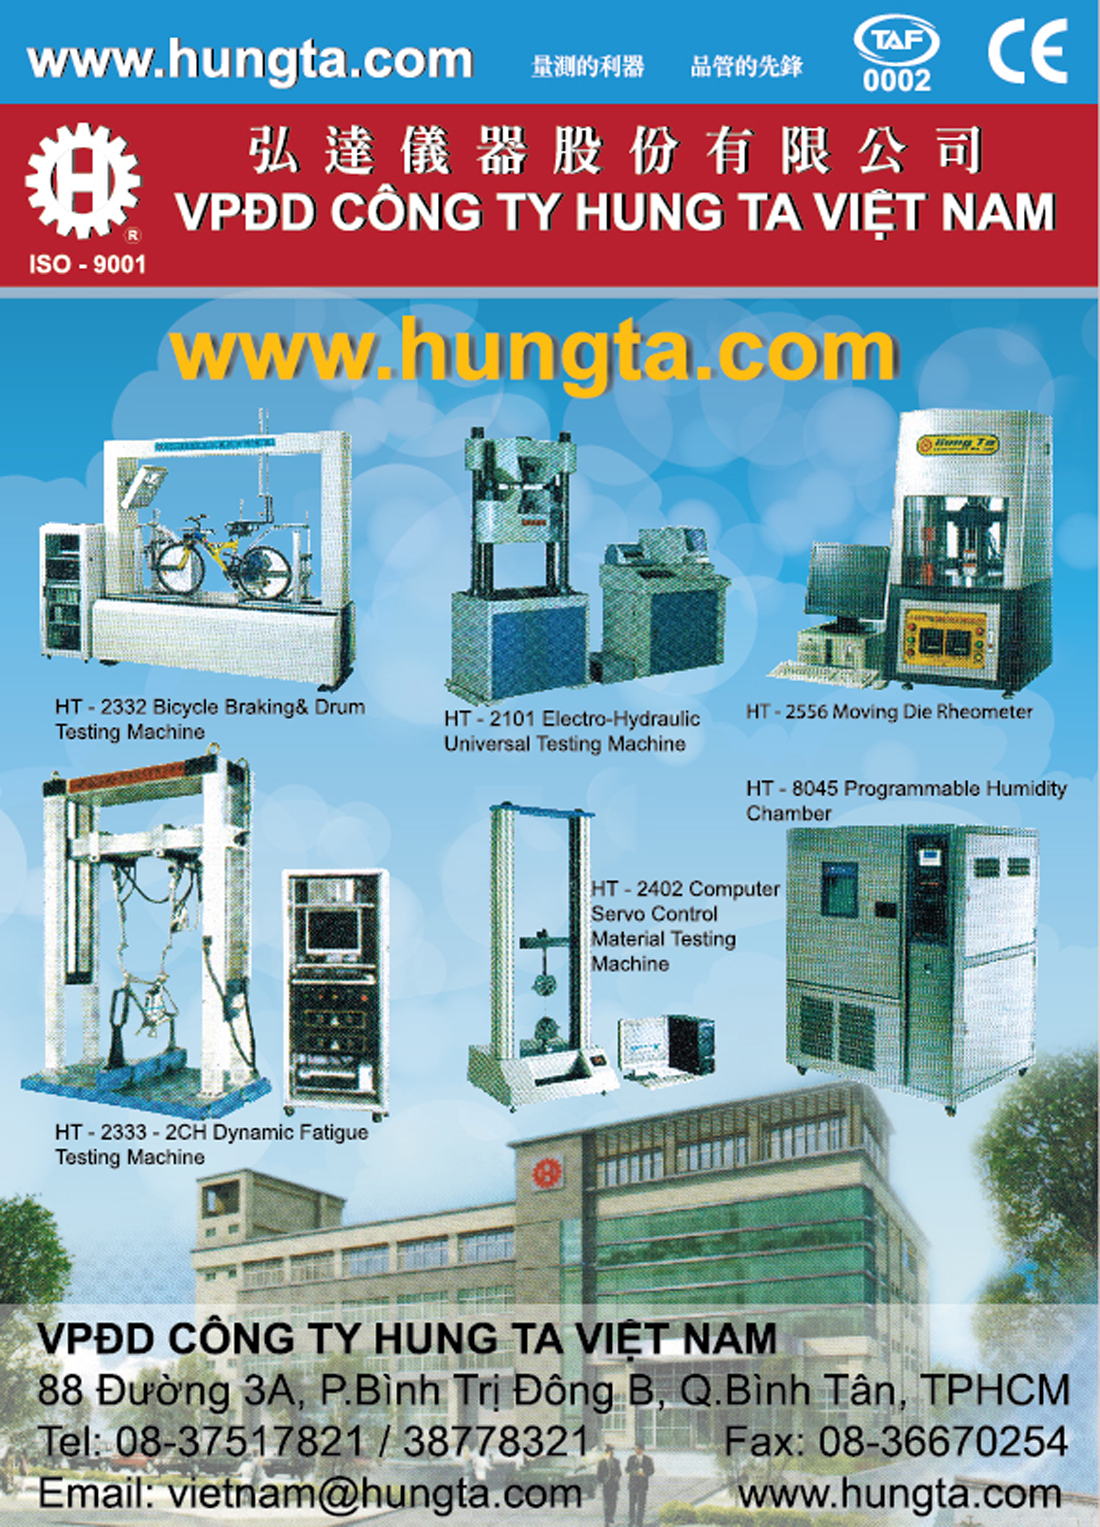 www.hungta.com 量測的利器 品管的先鋒 TAF
0002 CE
弘達儀器股份有限公司
VPĐD CÔNG TY HUNG TA VIỆT NAM
H
®
ISO - 9001
www.hungta.com
Hung Ta
HT - 2332 Bicycle Braking& Drum
Testing Machine
HT - 2101 Electro-Hydraulic
Universal Testing Machine
HT - 2556 Moving Die Rheometer
HT - 8045 Programmable Humidity
Chamber
HT - 2402 Computer
Servo Control
Material Testing
Machine
HT - 2333 - 2CH Dynamic Fatigue
Testing Machine
H
VPĐD CÔNG TY HUNG TA VIỆT NAM
88 Đường 3A, P.Bình Trị Đông B, Q.Bình Tân, TPHCM
Tel: 08-37517821 / 38778321 Fax: 08-36670254
Email: vietnam@hungta.com www.hungta.com